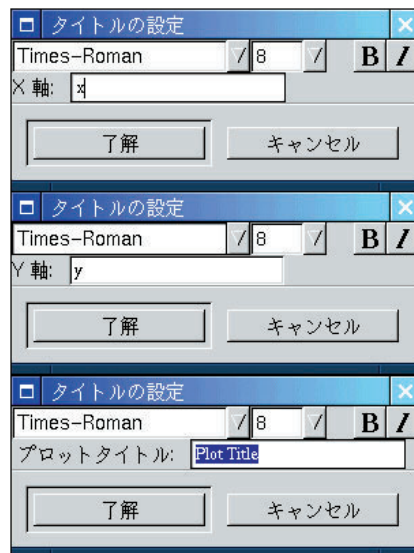 タイトルの設定
Times-Roman 8 B I
X 軸: x
了解 キャンセル
タイトルの設定
Times-Roman 8 B I
Y 軸: y
了解 キャンセル
タイトルの設定
Times-Roman 8 B I
プロットタイトル: Plot Title
了解 キャンセル